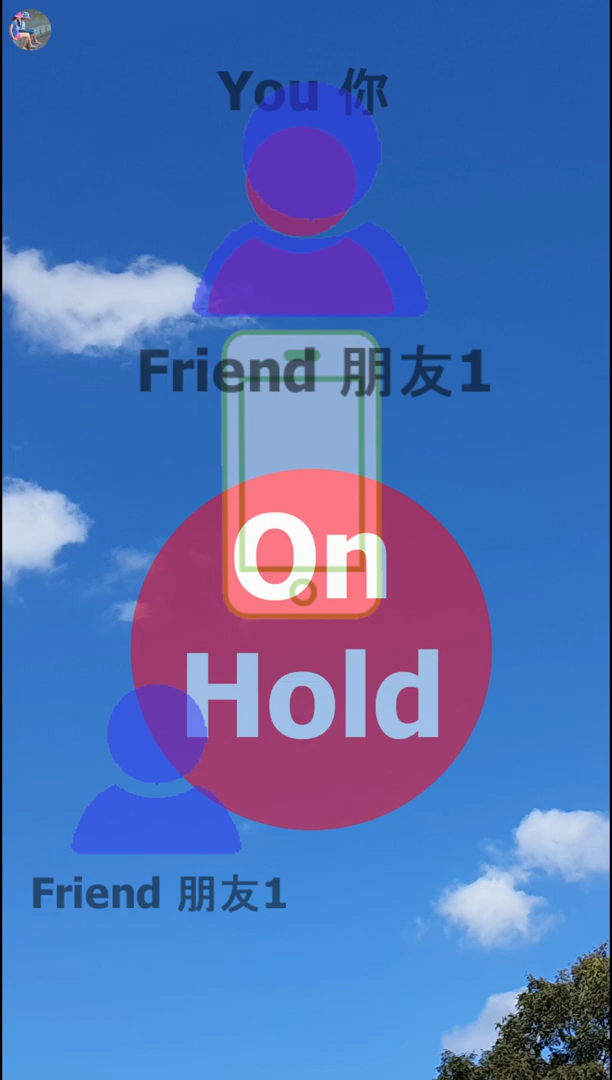 You 你
Friend 朋友1
On
Hold
Friend 朋友1